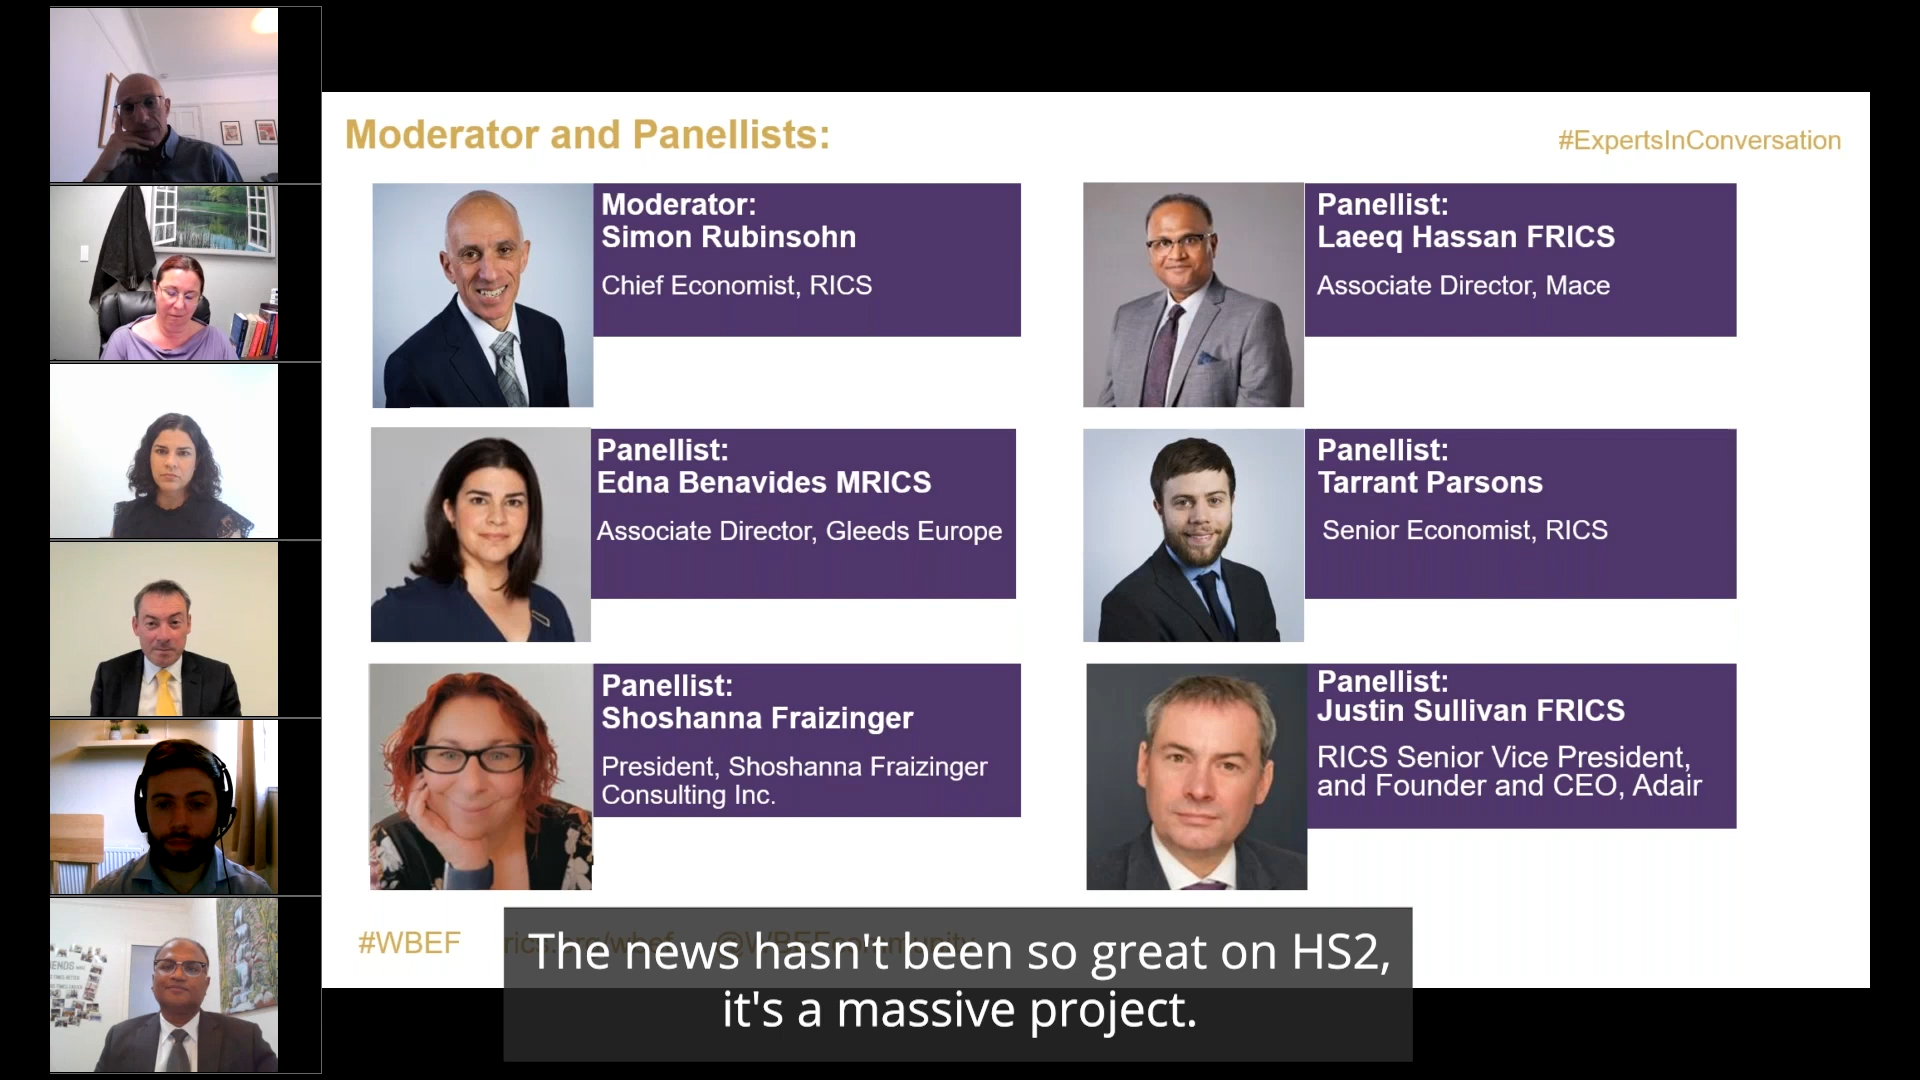 Moderator and Panellists:
#ExpertsInConversation
Moderator:
Simon Rubinsohn
Chief Economist, RICS
Panellist:
Laeeq Hassan FRICS
Associate Director, Mace
Panellist:
Edna Benavides MRICS
Associate Director, Gleeds Europe
Panellist:
Tarrant Parsons
Senior Economist, RICS
Panellist:
Shoshanna Fraizinger
President, Shoshanna Fraizinger
Consulting Inc.
Panellist:
Justin Sullivan FRICS
RICS Senior Vice President,
and Founder and CEO, Adair
#WBEF
The news hasn't been so great on HS2,
it's a massive project.